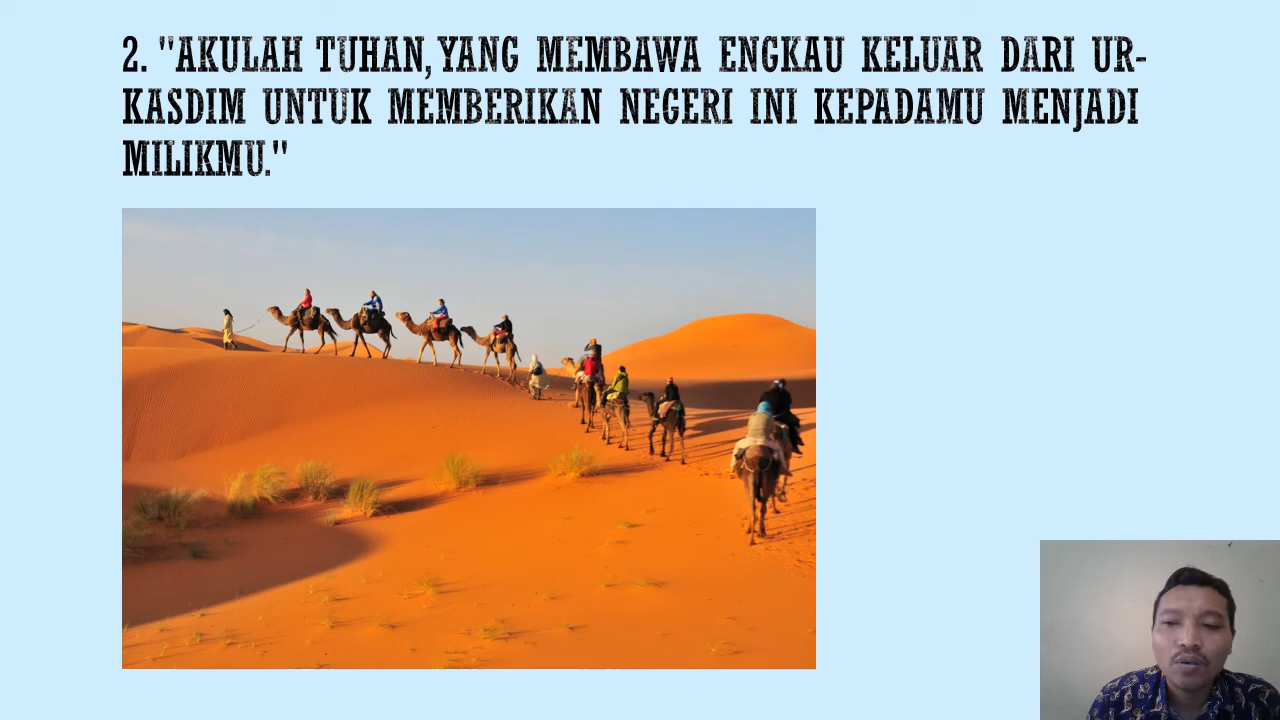 2. "AKULAH TUHAN, YANG MEMBAWA ENGKAU KELUAR DARI UR-
KASDIM UNTUK MEMBERIKAN NEGERI INI KEPADAMU MENJADI
MILIKMU."